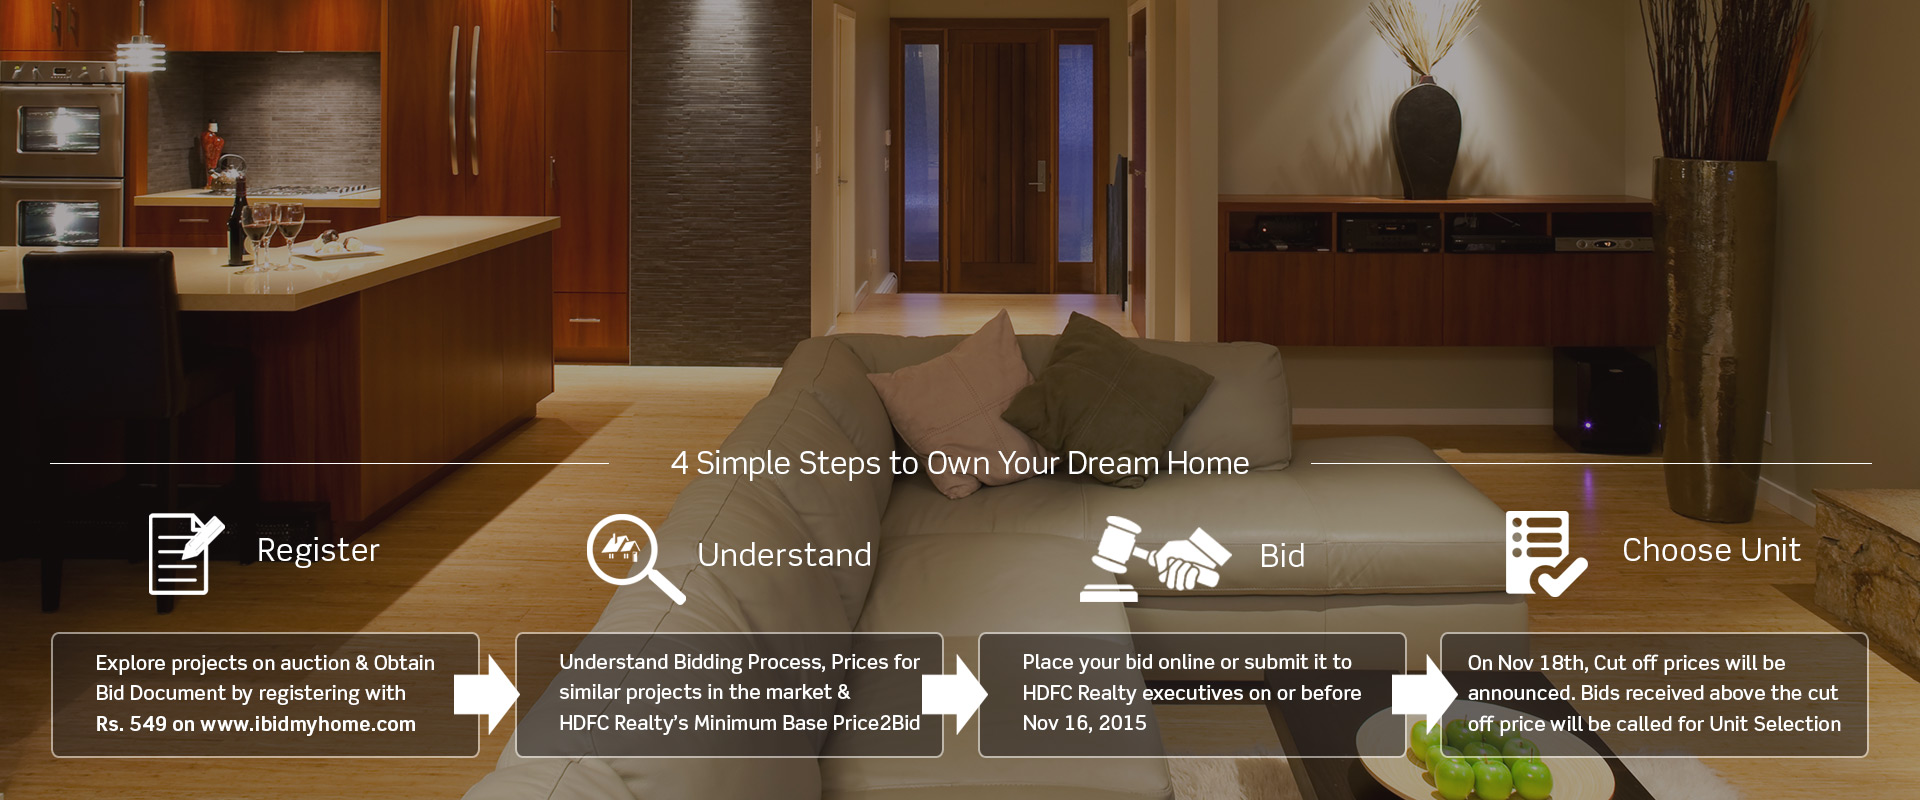 4 Simple Steps to Own Your Dream Home
Register
Explore projects on auction & Obtain
Bid Document by registering with
Rs. 549 on www.ibidmyhome.com
Understand
Understand Bidding Process, Prices for
similar projects in the market &
HDFC Realty's Minimum Base Price2Bid
Bid
Place your bid online or submit it to
HDFC Realty executives on or before
Nov 16, 2015
Choose Unit
On Nov 18th, Cut off prices will be
announced. Bids received above the cut
off price will be called for Unit Selection